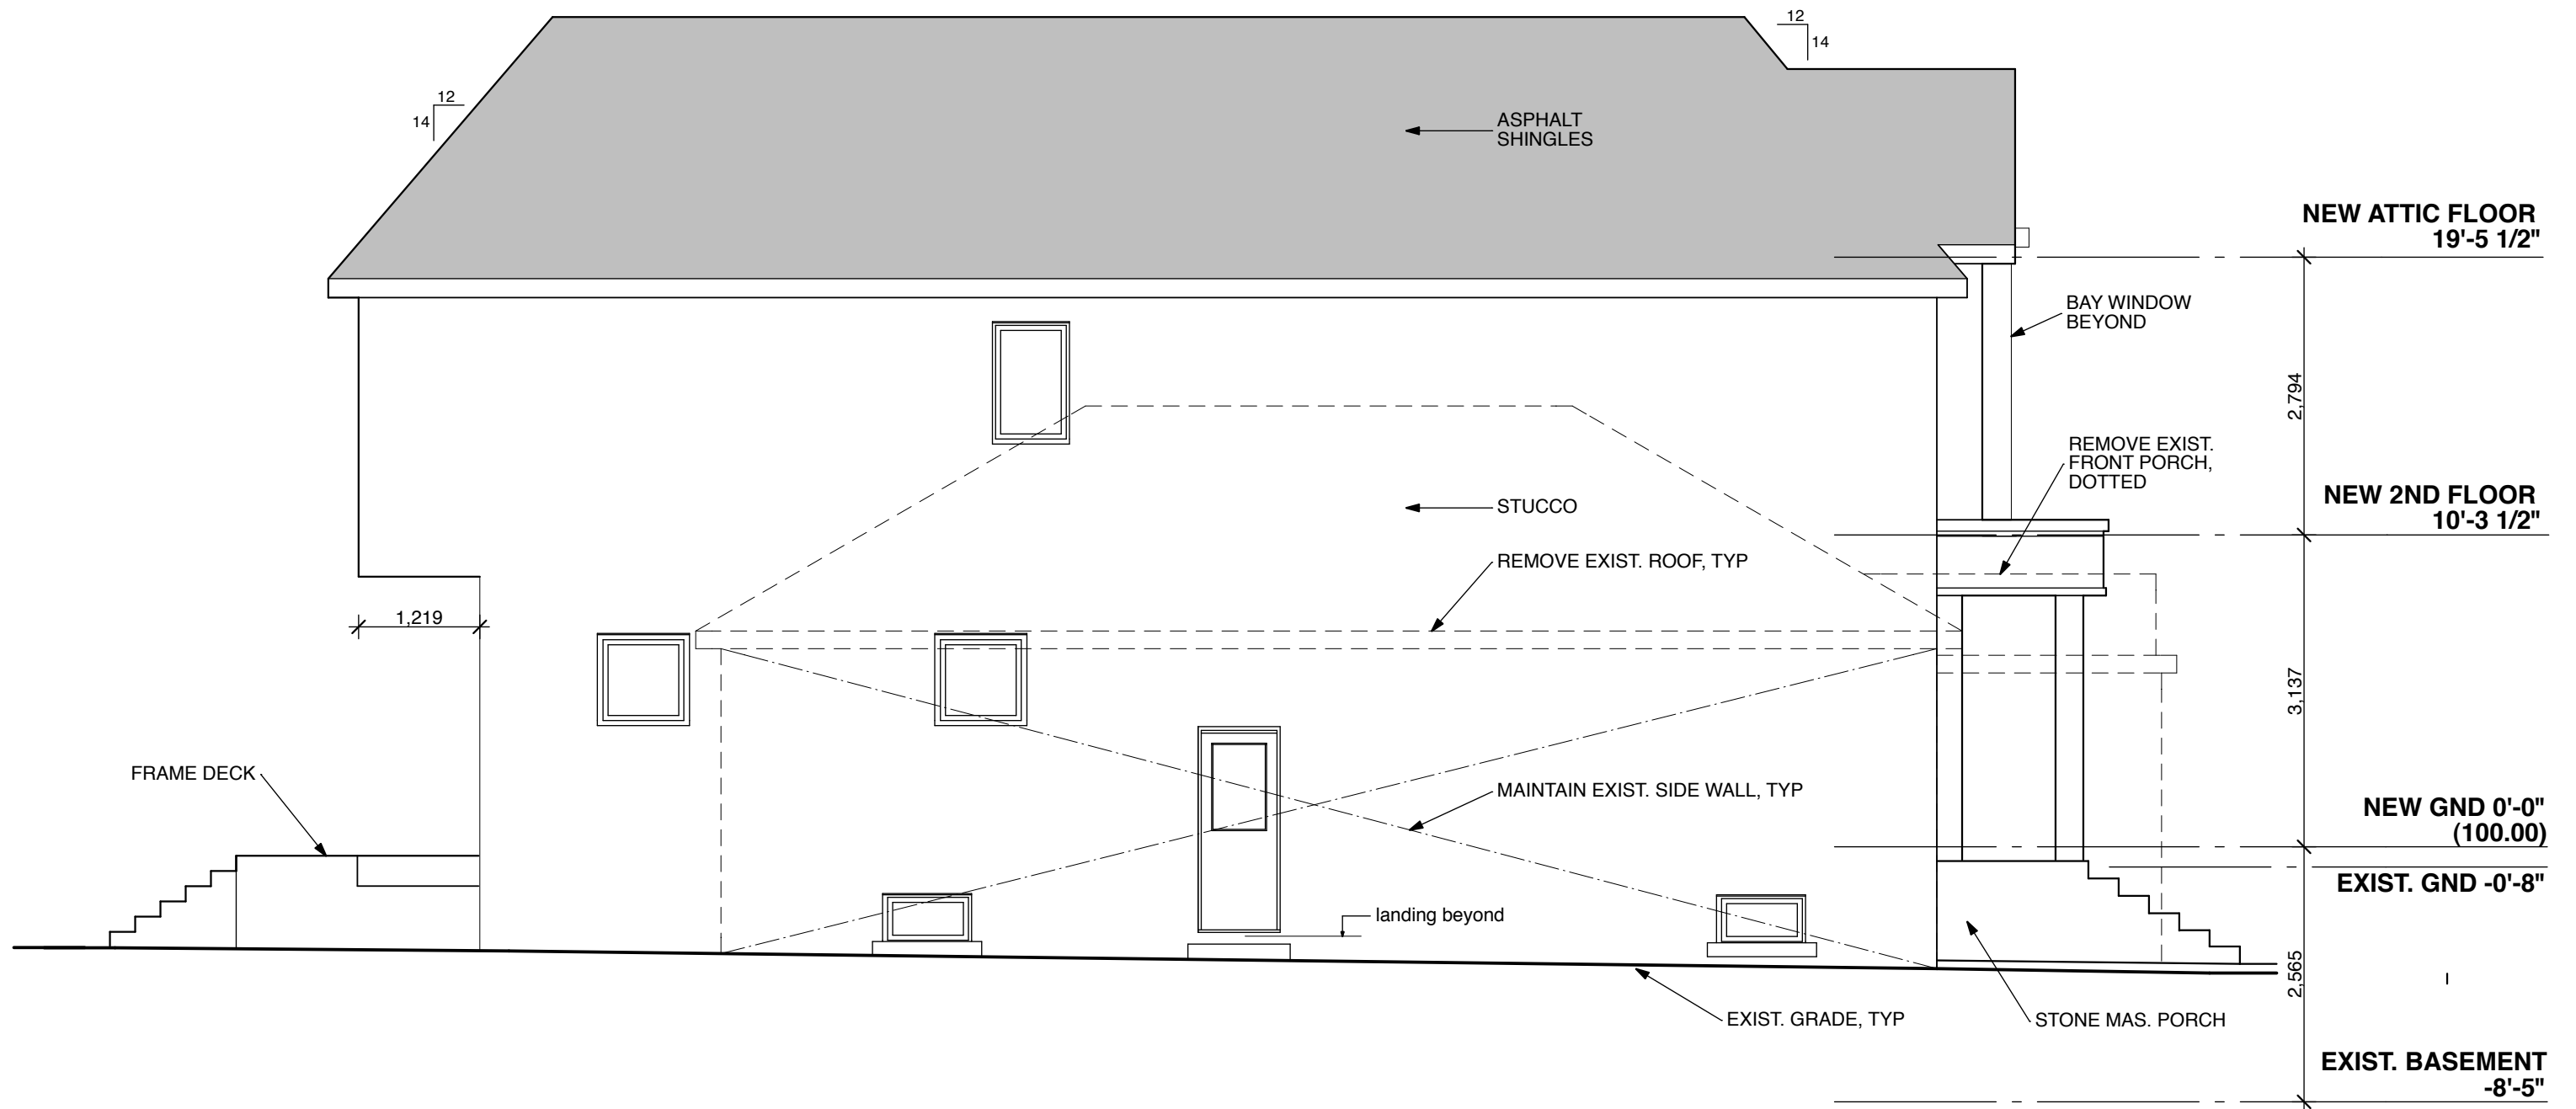 12
14
12
14
ASPHALT
SHINGLES
NEW ATTIC FLOOR
19'-5 1/2"
BAY WINDOW
BEYOND
2,794
REMOVE EXIST.
FRONT PORCH,
DOTTED
NEW 2ND FLOOR
10'-3 1/2"
STUCCO
REMOVE EXIST. ROOF, TYP
1,219
3,137
FRAME DECK
MAINTAIN EXIST. SIDE WALL, TYP
NEW GND 0'-0"
(100.00)
EXIST. GND -0'-8"
landing beyond
2,565
EXIST. GRADE, TYP
STONE MAS. PORCH
EXIST. BASEMENT
-8'-5"